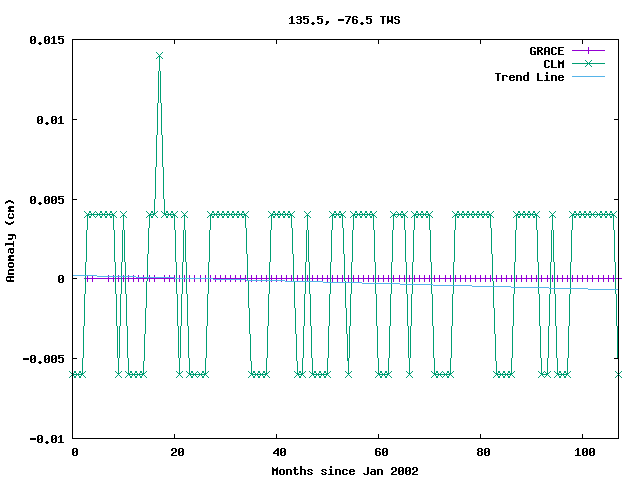 135.5, -76.5 TWS
GRACE
CLM
Trend Line
0.015
0.01
0.005
0
-0.005
-0.01
Anomaly (cm)
0 20 40 60 80 100
Months since Jan 2002